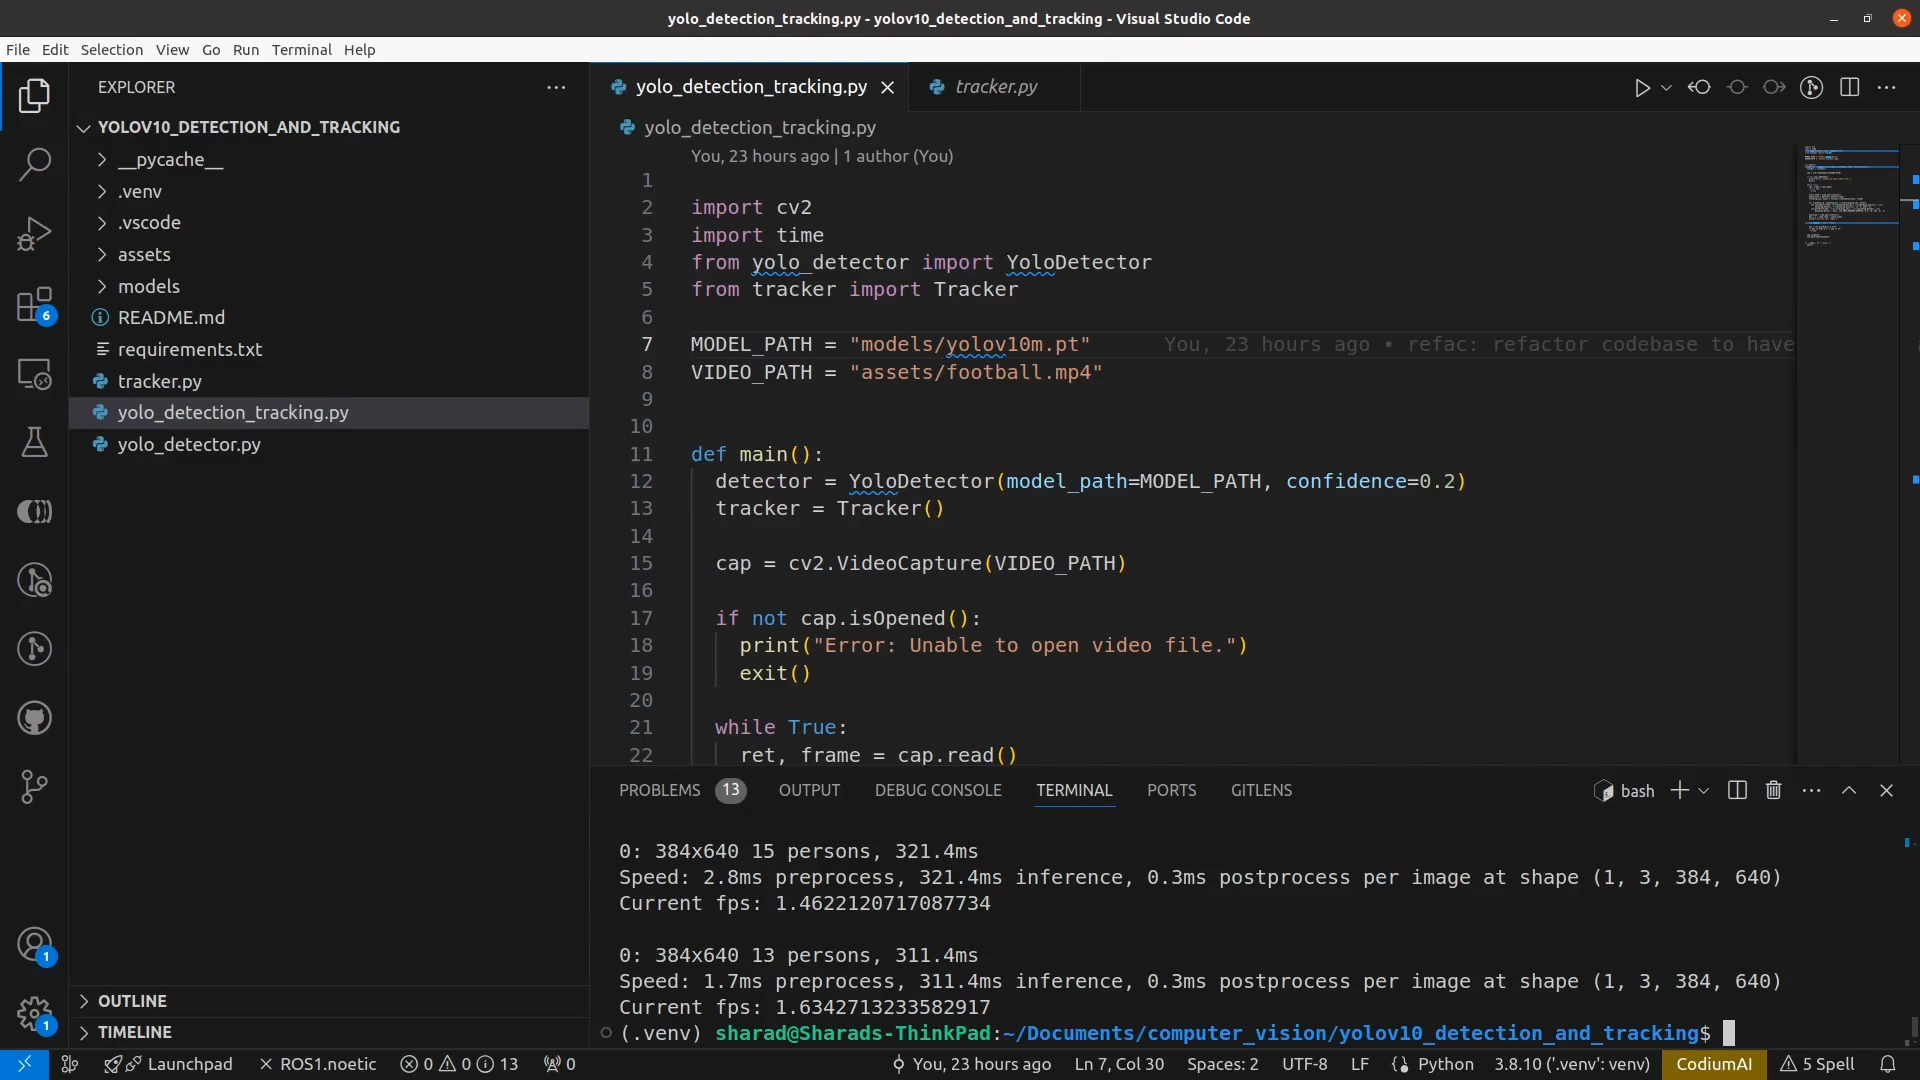 yolo_detection_tracking.py - yolov10_detection_and_tracking - Visual Studio Code
File Edit Selection View Go Run Terminal Help
EXPLORER
YOLOV10_DETECTION_AND_TRACKING
__pycache__
.venv
.vscode
assets
models
README.md
requirements.txt
tracker.py
yolo_detection_tracking.py
yolo_detector.py
OUTLINE
TIMELINE
6
1
1
yolo_detection_tracking.py tracker.py
yolo_detection_tracking.py
You, 23 hours ago | 1 author (You)
1
2 import cv2
3 import time
4 from yolo_detector import YoloDetector
5 from tracker import Tracker
6
7 MODEL_PATH = "models/yolov10m.pt" You, 23 hours ago • refac: refactor codebase to have
8 VIDEO_PATH = "assets/football.mp4"
9
10
11 def main():
12 detector = YoloDetector(model_path=MODEL_PATH, confidence=0.2)
13 tracker = Tracker()
14
15 cap = cv2.VideoCapture(VIDEO_PATH)
16
17 if not cap.isOpened():
18 print("Error: Unable to open video file.")
19 exit()
20
21 while True:
22 ret, frame = cap.read()
PROBLEMS 13 OUTPUT DEBUG CONSOLE TERMINAL PORTS GITLENS bash
0: 384x640 15 persons, 321.4ms
Speed: 2.8ms preprocess, 321.4ms inference, 0.3ms postprocess per image at shape (1, 3, 384, 640)
Current fps: 1.4622120717087734
0: 384x640 13 persons, 311.4ms
Speed: 1.7ms preprocess, 311.4ms inference, 0.3ms postprocess per image at shape (1, 3, 384, 640)
Current fps: 1.6342713233582917
(.venv) sharad@Sharads-ThinkPad:~/Documents/computer_vision/yolov10_detection_and_tracking$
Launchpad ROS1.noetic 0 0 13 0 You, 23 hours ago Ln 7, Col 30 Spaces: 2 UTF-8 LF Python 3.8.10 ('.venv': venv) CodiumAI 5 Spell